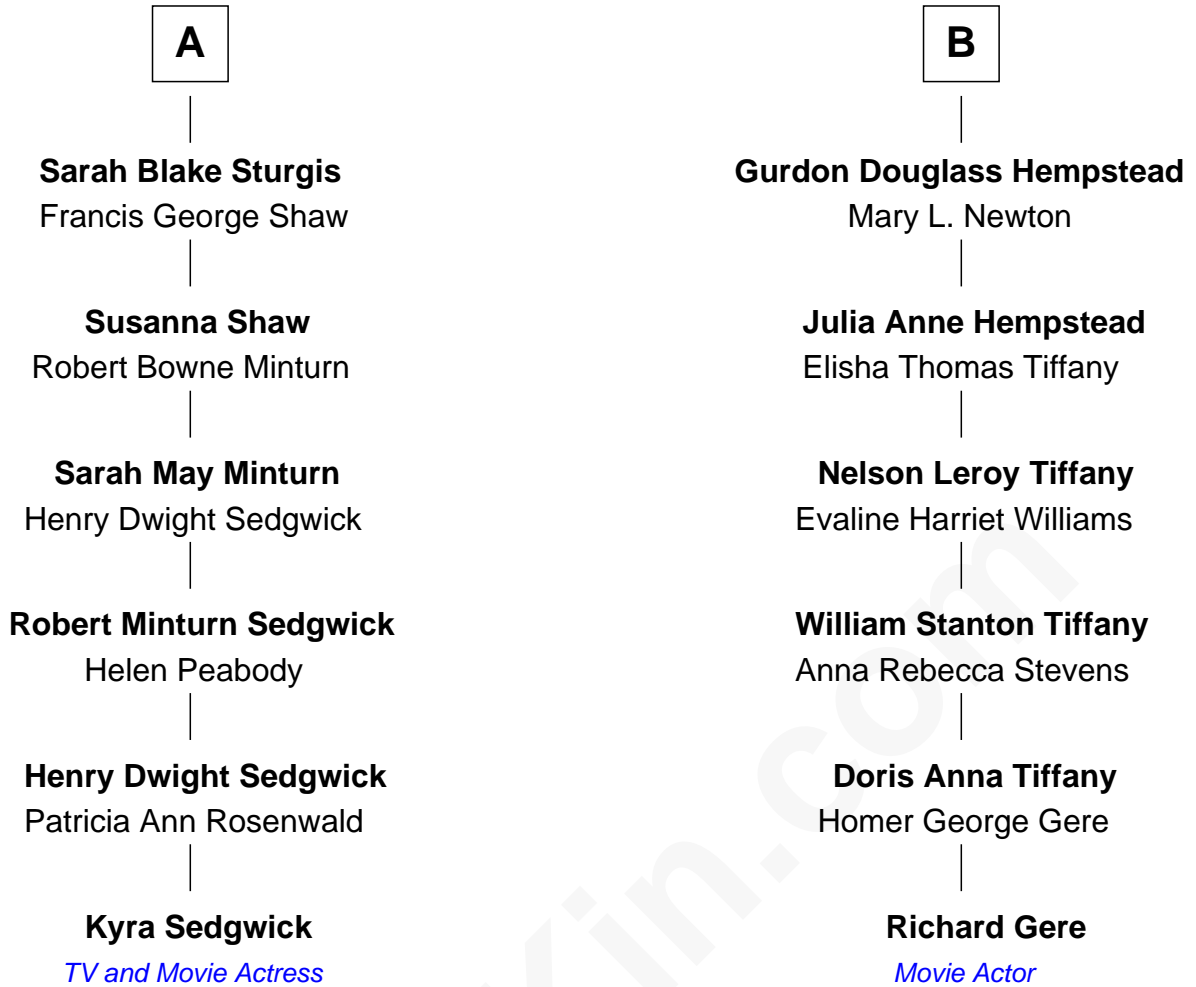 A
Sarah Blake Sturgis
Francis George Shaw
Susanna Shaw
Robert Bowne Minturn
Sarah May Minturn
Henry Dwight Sedgwick
Robert Minturn Sedgwick
Helen Peabody
Henry Dwight Sedgwick
Patricia Ann Rosenwald
Kyra Sedgwick
TV and Movie Actress
B
Gurdon Douglass Hempstead
Mary L. Newton
Julia Anne Hempstead
Elisha Thomas Tiffany
Nelson Leroy Tiffany
Evaline Harriet Williams
William Stanton Tiffany
Anna Rebecca Stevens
Doris Anna Tiffany
Homer George Gere
Richard Gere
Movie Actor
Kin.com